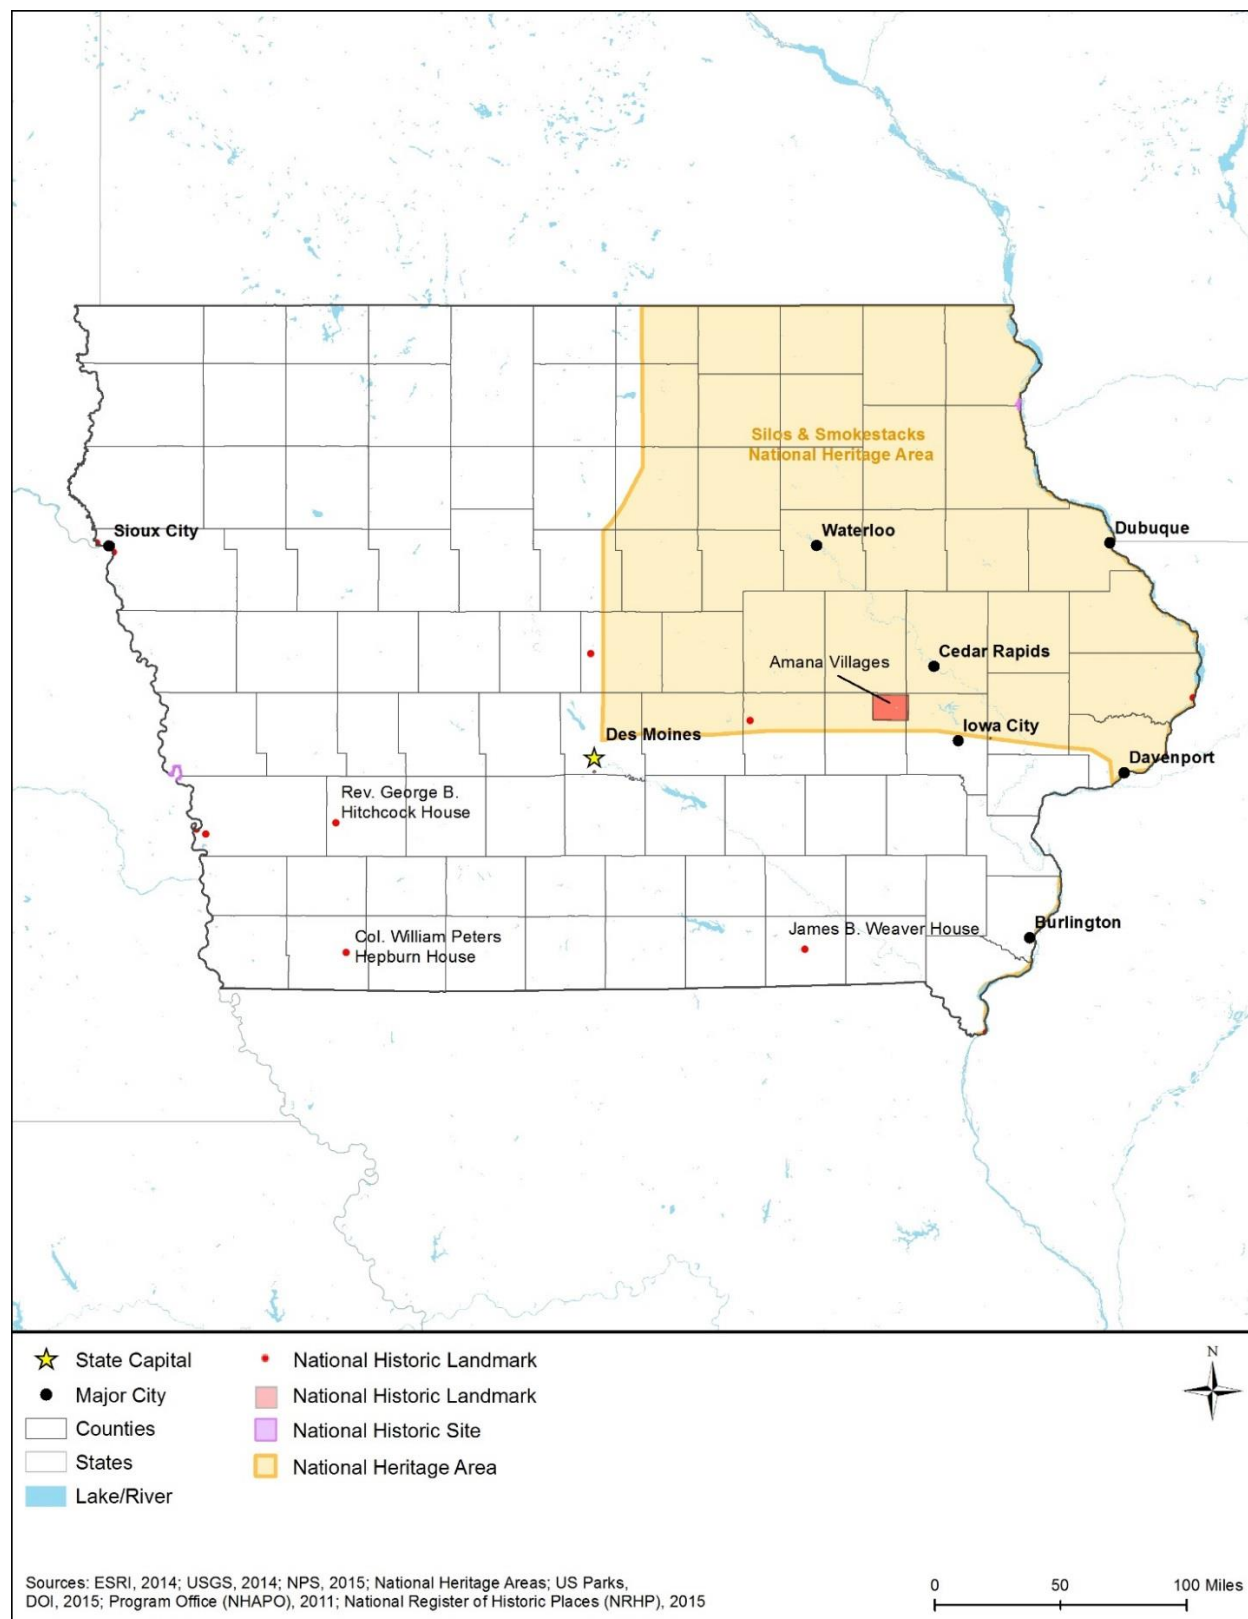 Silos & Smokestacks
National Heritage Area
Sioux City
Waterloo
Dubuque
Cedar Rapids
Amana Villages
Iowa City
Des Moines
Davenport
Rev. George B.
Hitchcock House
Burlington
James B. Weaver House
Col. William Peters
Hepburn House
State Capital
Major City
Counties
States
Lake/River
National Historic Landmark
National Historic Landmark
National Historic Site
National Heritage Area
N
Sources: ESRI, 2014; USGS, 2014; NPS, 2015; National Heritage Areas; US Parks,
DOI, 2015; Program Office (NHAPO), 2011; National Register of Historic Places (NRHP), 2015
0 50 100 Miles